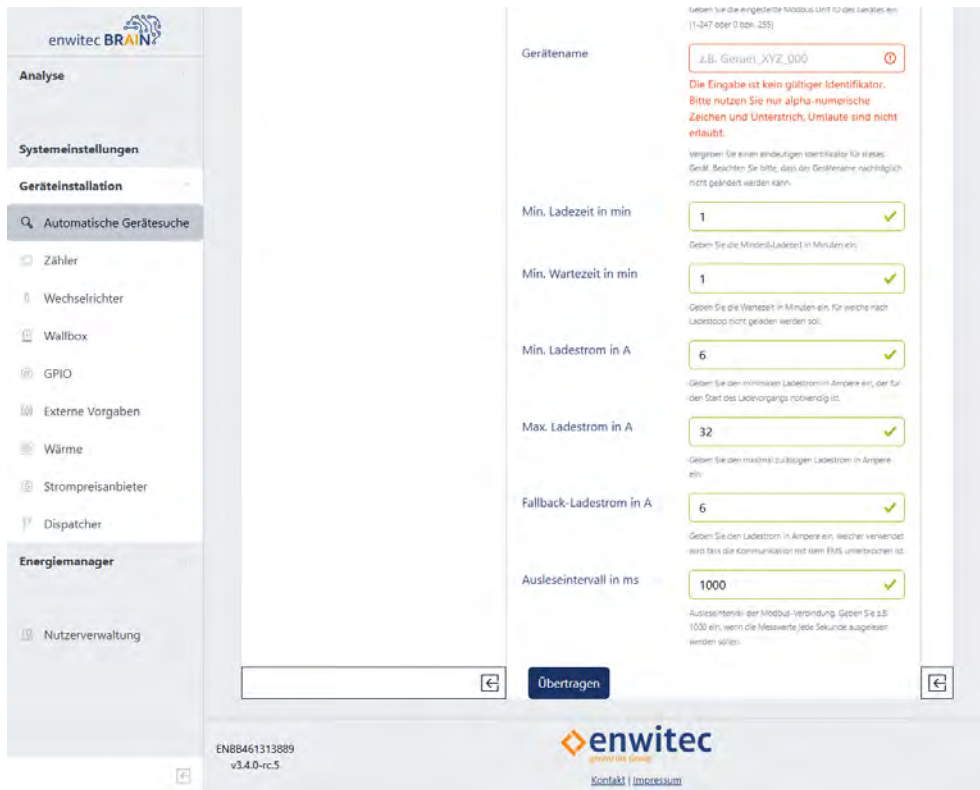 enwitec BRAIN
Analyse
Systemeinstellungen
Geräteinstallation
Automatische Gerätesuche
Zähler
Wechselrichter
Wallbox
GPIO
Externe Vorgaben
Wärme
Strompreisanbieter
Dispatcher
Energiemanager
Nutzerverwaltung
Geben Sie die eingestellte Modbus Unit ID des Gerätes ein
(1-247 oder 0 bzw. 255)
Gerätename
z.B. Geraet_XYZ_000
Die Eingabe ist kein gültiger Identifikator.
Bitte nutzen Sie nur alpha-numerische
Zeichen und Unterstrich, Umlaute sind nicht
erlaubt.
Vergeben Sie einen eindeutigen Identifikator für dieses
Gerät. Beachten Sie bitte, dass der Gerätename nachträglich
nicht geändert werden kann.
Min. Ladezeit in min
1
Geben Sie die Mindest-Ladezeit in Minuten ein.
Min. Wartezeit in min
1
Geben Sie die Wartezeit in Minuten ein, für welche nach
Ladestopp nicht geladen werden soll.
Min. Ladestrom in A
6
Geben Sie den minimalen Ladestrom in Ampere ein, der für
den Start des Ladevorgangs notwendig ist.
Max. Ladestrom in A
32
Geben Sie den maximal zulässigen Ladestrom in Ampere
ein.
Fallback-Ladestrom in A
6
Geben Sie den Ladestrom in Ampere ein, welcher verwendet
wird falls die Kommunikation mit dem EMS unterbrochen ist.
Ausleseintervall in ms
1000
Ausleseintervall der Modbus-Verbindung. Geben Sie z.B.
1000 ein, wenn die Messwerte jede Sekunde ausgelesen
werden sollen.
Übertragen
ENBB461313889
v3.4.0-rc.5
enwitec
Kontakt | Impressum